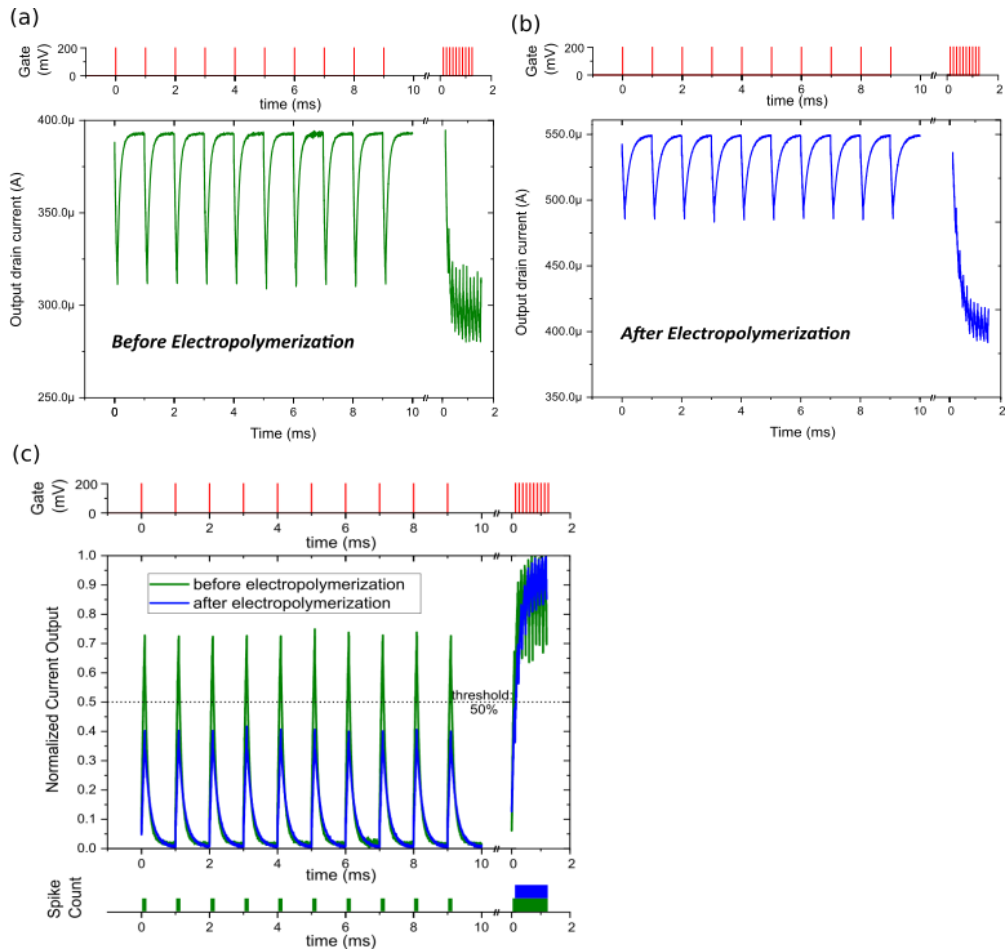 (a)
Gate
(mV)
200
0
0 2 4 6 8 10 0 2
time (ms)
Output drain current (A)
400.0µ
350.0µ
300.0µ
250.0µ
Before Electropolymerization
0 2 4 6 8 10 0 2
Time (ms)
(b)
Gate
(mV)
200
0
0 2 4 6 8 10 0 2
time (ms)
Output drain current (A)
550.0µ
500.0µ
450.0µ
400.0µ
350.0µ
After Electropolymerization
0 2 4 6 8 10 0 2
Time (ms)
(c)
Gate
(mV)
200
0
0 2 4 6 8 10 0 2
time (ms)
Normalized Current Output
1.0
0.9
0.8
0.7
0.6
0.5
0.4
0.3
0.2
0.1
0.0
before electropolymerization
after electropolymerization
threshold:
50%
0 2 4 6 8 10 0 2
time (ms)
Spike
Count
0 2 4 6 8 10 0 2
time (ms)